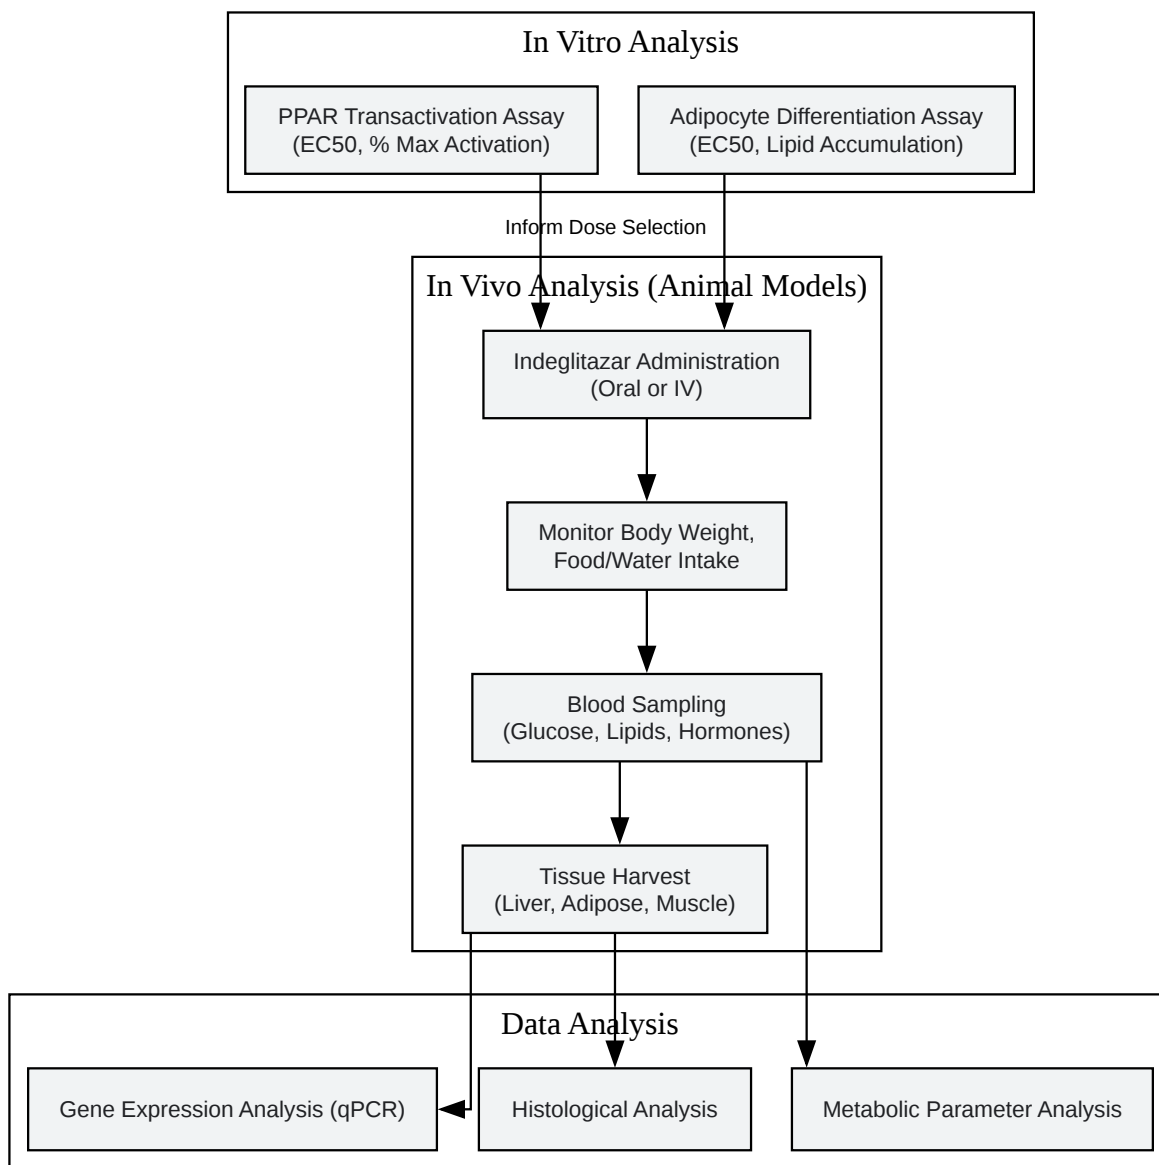 In Vitro Analysis
PPAR Transactivation Assay
(EC50, % Max Activation)
Adipocyte Differentiation Assay
(EC50, Lipid Accumulation)
Inform Dose Selection
In Vivo Analysis (Animal Models)
Indeglitazar Administration
(Oral or IV)
Monitor Body Weight,
Food/Water Intake
Blood Sampling
(Glucose, Lipids, Hormones)
Tissue Harvest
(Liver, Adipose, Muscle)
Data Analysis
Gene Expression Analysis (qPCR)
Histological Analysis
Metabolic Parameter Analysis